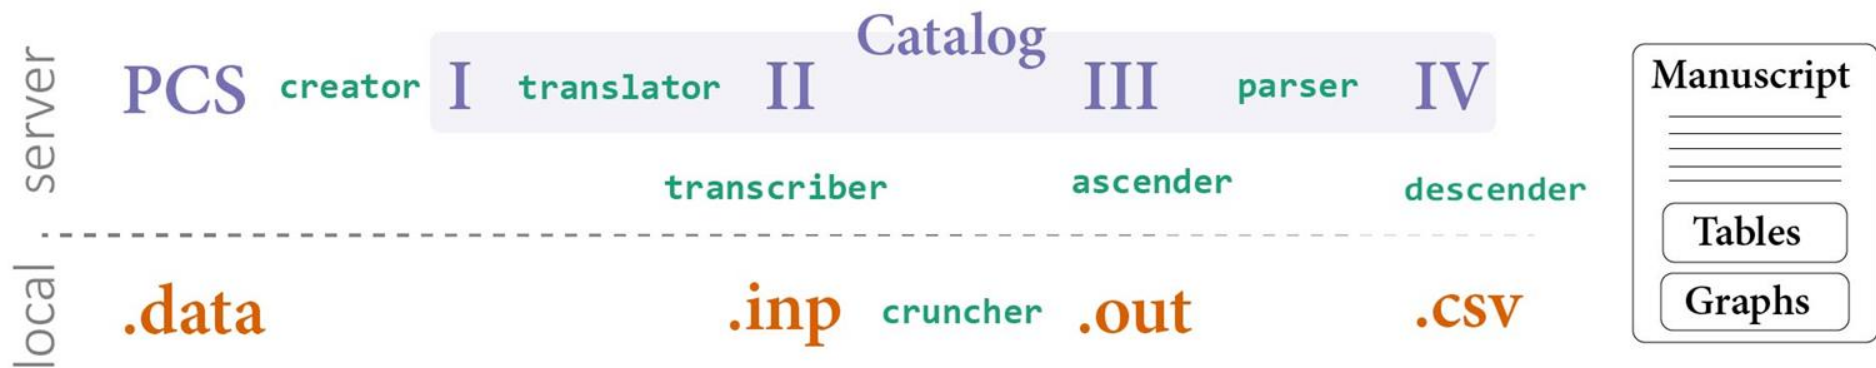 Catalog
server
PCS creator I translator II III parser IV
transcriber ascender descender
local
.data .inp cruncher .out .csv
Manuscript
Tables
Graphs